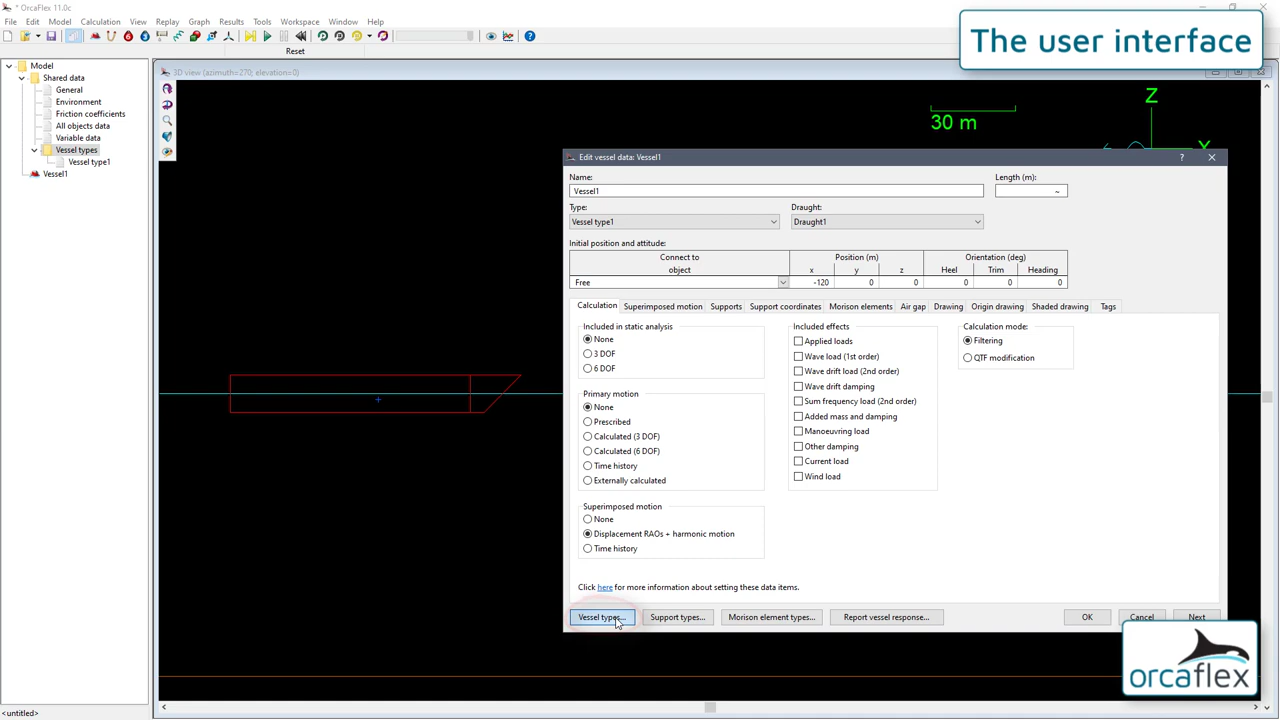 * OrcaFlex 11.0c
The user interface
File Edit Model Calculation View Replay Graph Results Tools Workspace Window Help
Reset
Model
Shared data
General
Environment
Friction coefficients
All objects data
Variable data
Vessel types
Vessel type1
Vessel1
3D view (azimuth=270; elevation=0)
30 m
Z
Y
Edit vessel data: Vessel1
Name: Length (m):
Vessel1 ~
Type: Draught:
Vessel type1 Draught1
Initial position and attitude:
Connect to Position (m) Orientation (deg)
object x y z Heel Trim Heading
Free -120 0 0 0 0 0
Calculation Superimposed motion Supports Support coordinates Morison elements Air gap Drawing Origin drawing Shaded drawing Tags
Included in static analysis
None
3 DOF
6 DOF
Primary motion
None
Prescribed
Calculated (3 DOF)
Calculated (6 DOF)
Time history
Externally calculated
Superimposed motion
None
Displacement RAOs + harmonic motion
Time history
Included effects
Applied loads
Wave load (1st order)
Wave drift load (2nd order)
Wave drift damping
Sum frequency load (2nd order)
Added mass and damping
Manoeuvring load
Other damping
Current load
Wind load
Calculation mode:
Filtering
QTF modification
Click here for more information about setting these data items.
Vessel types... Support types... Morison element types... Report vessel response... OK Cancel Next
orcaflex
<untitled>